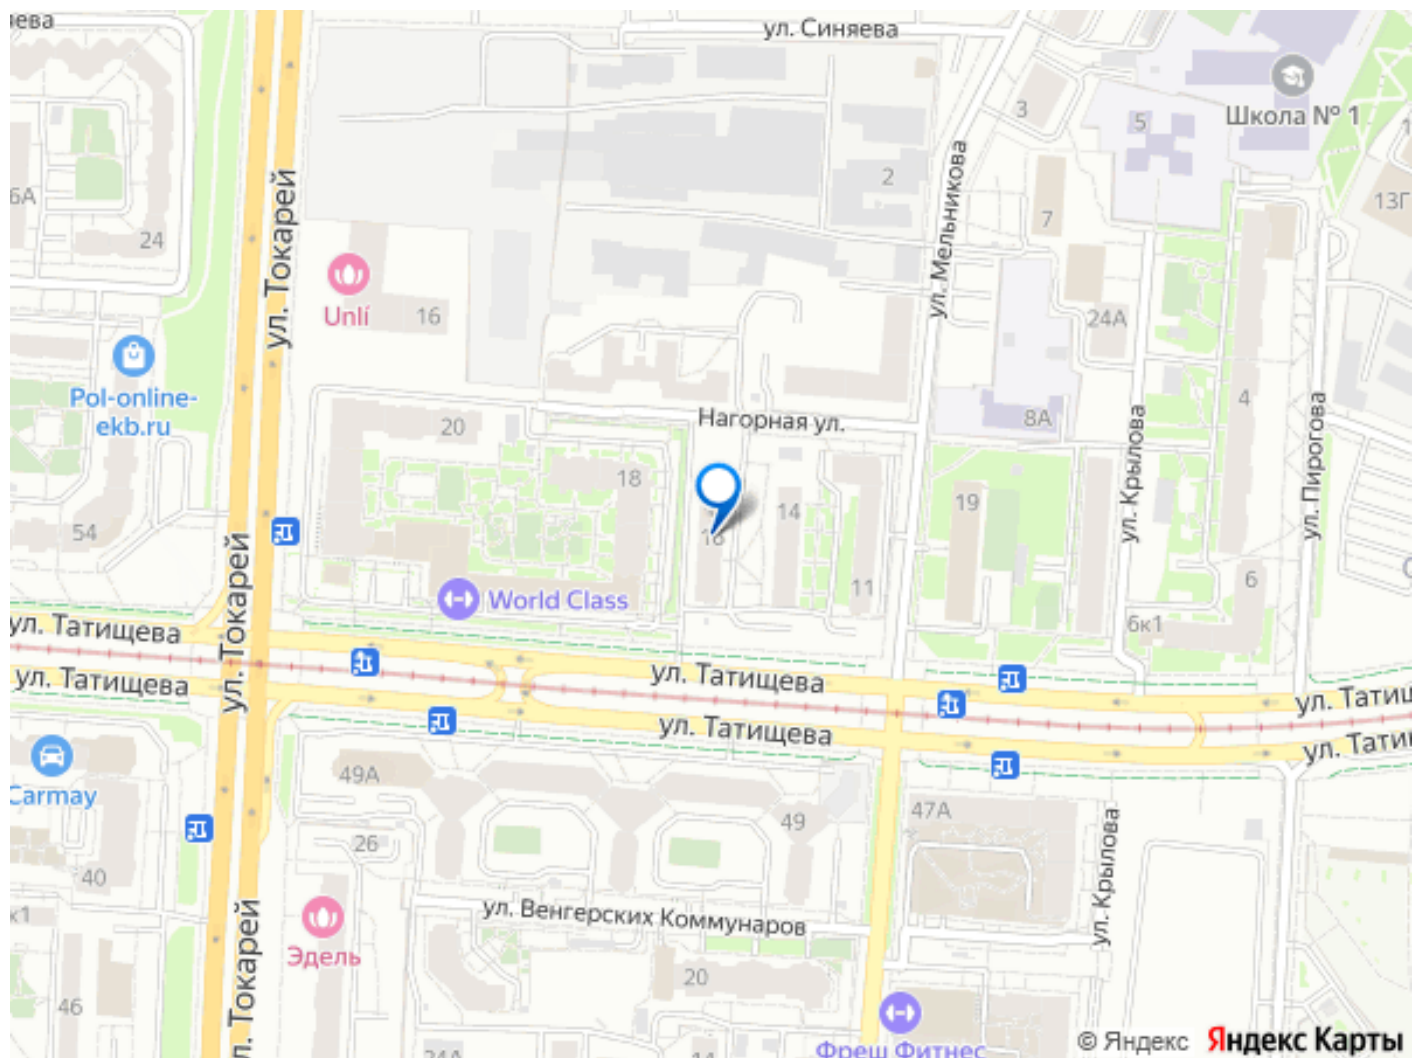 ул. Синяева
Школа № 1
3
5
2
13Г
7
ул. Мельникова
ул. Токарей
24
Unlí
16
24А
Pol-online-
ekb.ru
Нагорная ул.
8А
4
ул. Крылова
ул. Пирогова
20
18
14
19
54
16
11
6
6к1
World Class
ул. Татищева
ул. Татищева
ул. Токарей
ул. Татищева
ул. Татищева
Carmay
49А
49
47А
26
40
ул. Крылова
ул. Венгерских Коммунаров
Эдель
20
46
Фреш Фитнес
© Яндекс Яндекс Карты